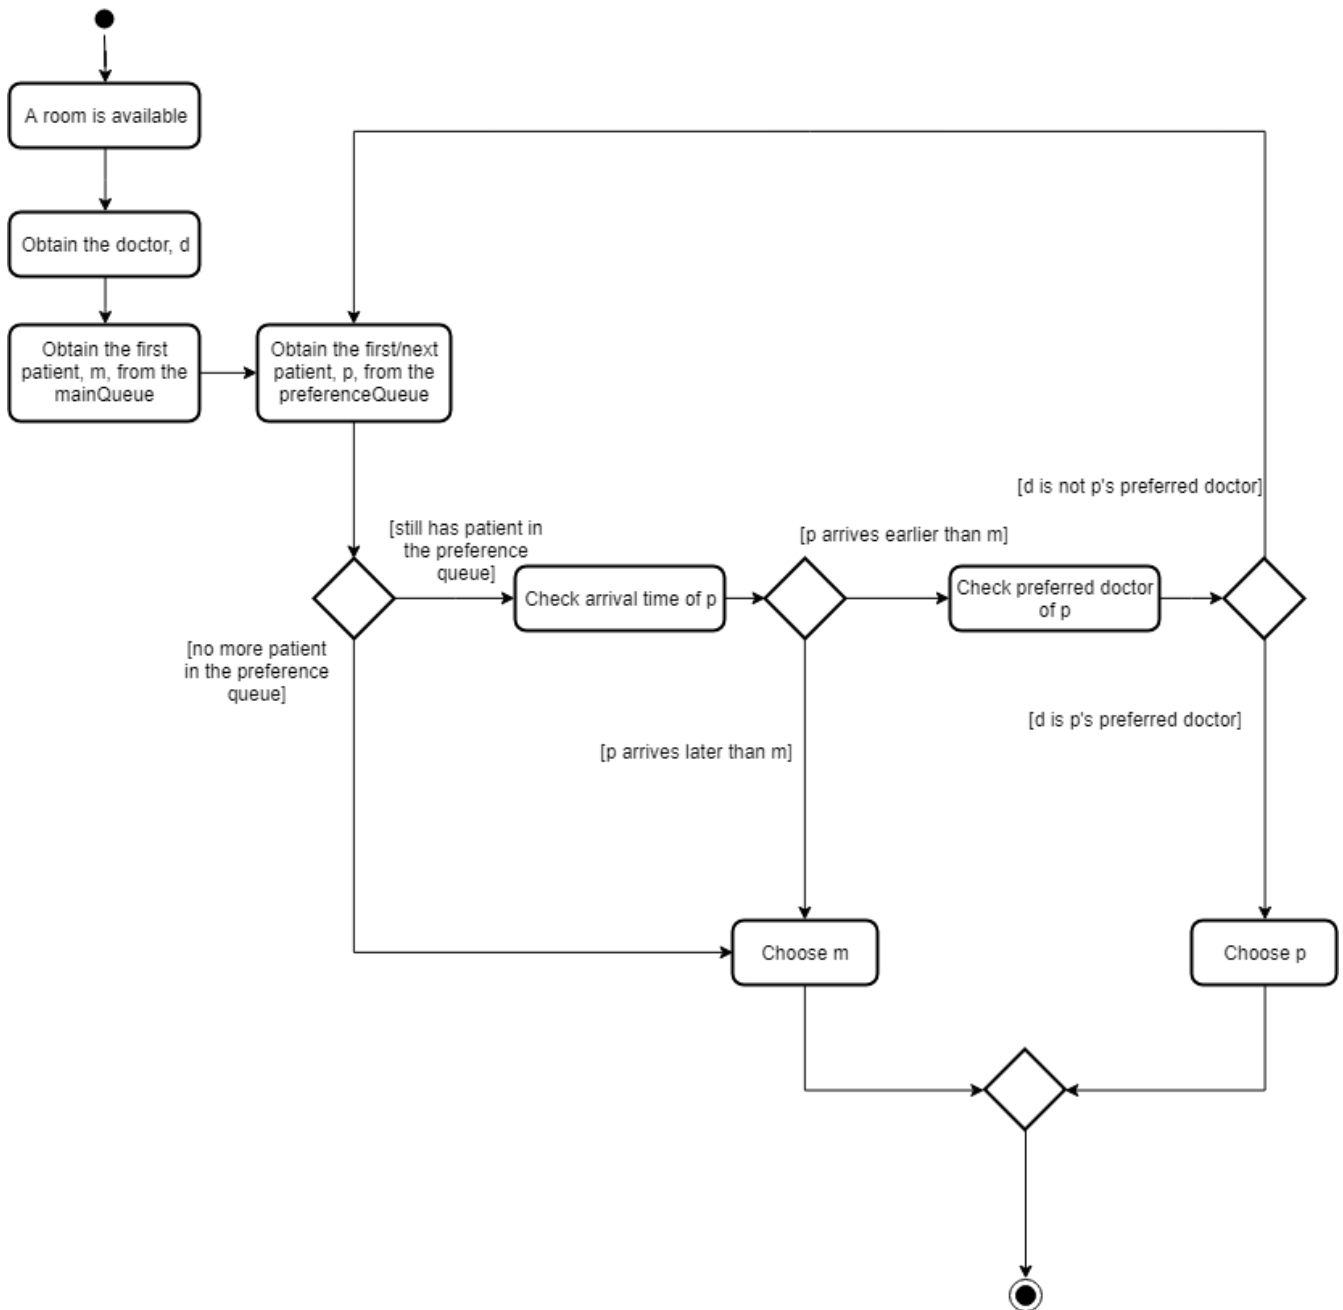 A room is available
Obtain the doctor, d
Obtain the first
patient, m, from the
mainQueue
Obtain the first/next
patient, p, from the
preferenceQueue
[d is not p's preferred doctor]
[still has patient in
the preference
queue]
[p arrives earlier than m]
Check arrival time of p
Check preferred doctor
of p
[no more patient
in the preference
queue]
[d is p's preferred doctor]
[p arrives later than m]
Choose m
Choose p